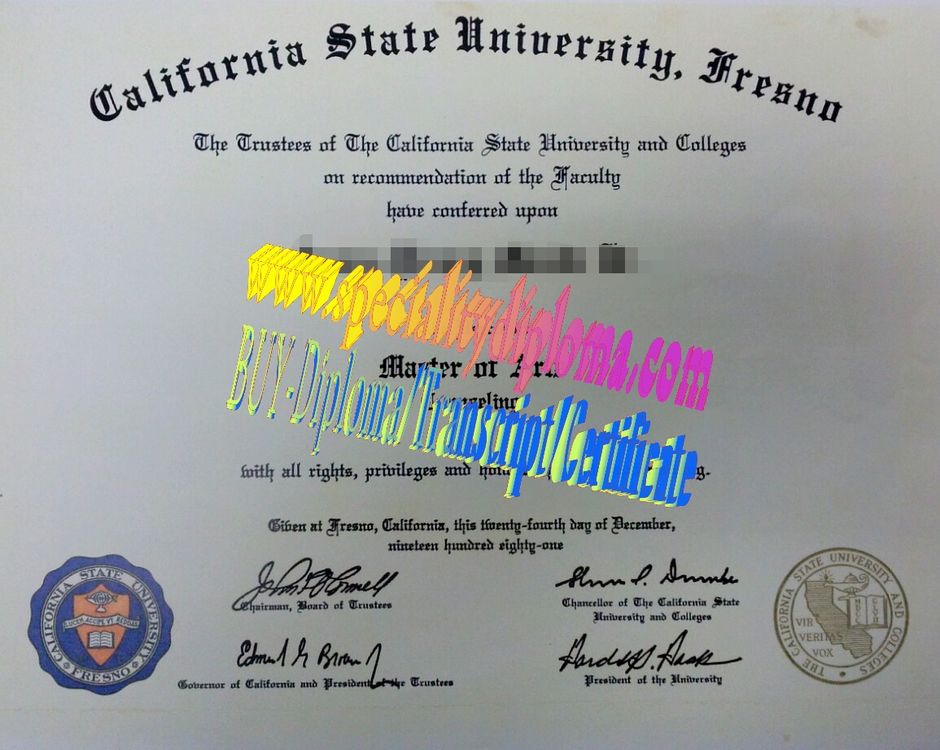 California State University, Fresno
The Trustees of The California State University and Colleges
on recommendation of the Faculty
have conferred upon
www.specialitydiploma.com
Master of
BUY-Diploma/Transcript/Certificate
with all rights, privileges and
Given at Fresno, California, this twenty-fourth day of December,
nineteen hundred eighty-one
Chairman, Board of Trustees
Chancellor of The California State
University and Colleges
Governor of California and President of the Trustees
President of the University
CALIFORNIA STATE UNIVERSITY
FRESNO
THE CALIFORNIA STATE UNIVERSITY AND COLLEGES
VIR
VERITAS
VOX